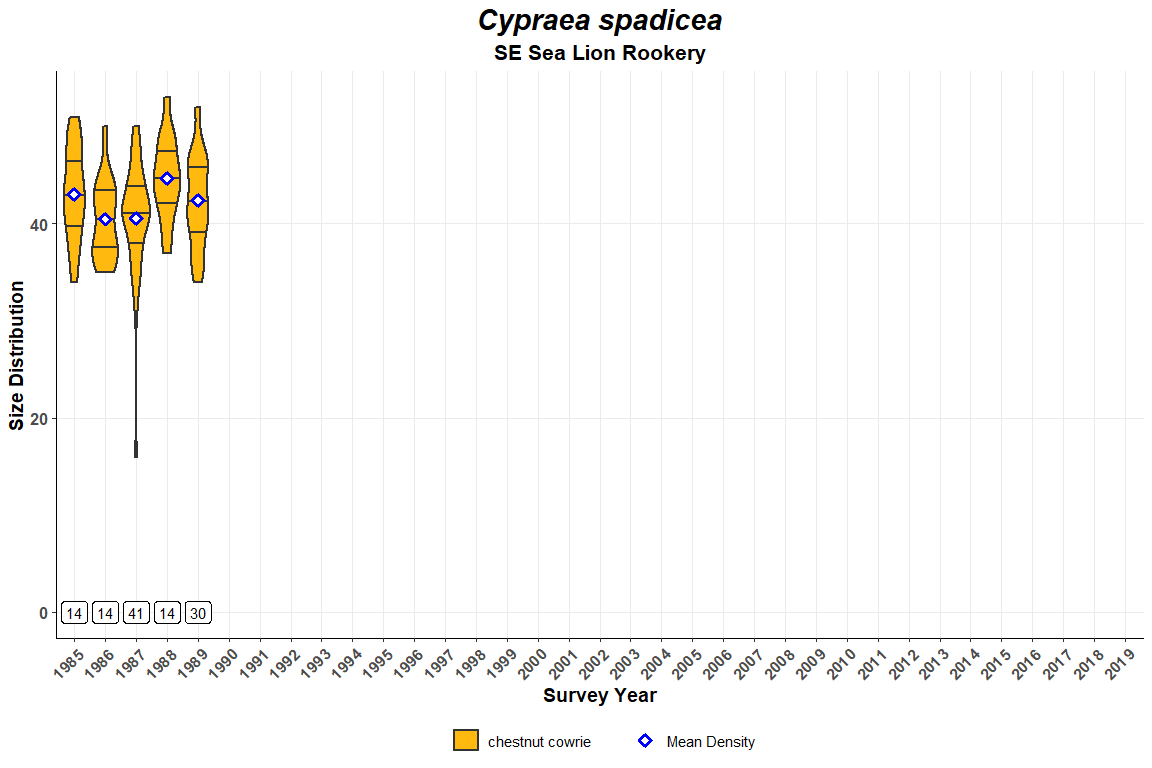 Cypraea spadicea
SE Sea Lion Rookery
Size Distribution
40
20
0
14 14 41 14 30
1985 1986 1987 1988 1989 1990 1991 1992 1993 1994 1995 1996 1997 1998 1999 2000 2001 2002 2003 2004 2005 2006 2007 2008 2009 2010 2011 2012 2013 2014 2015 2016 2017 2018 2019
Survey Year
chestnut cowrie Mean Density